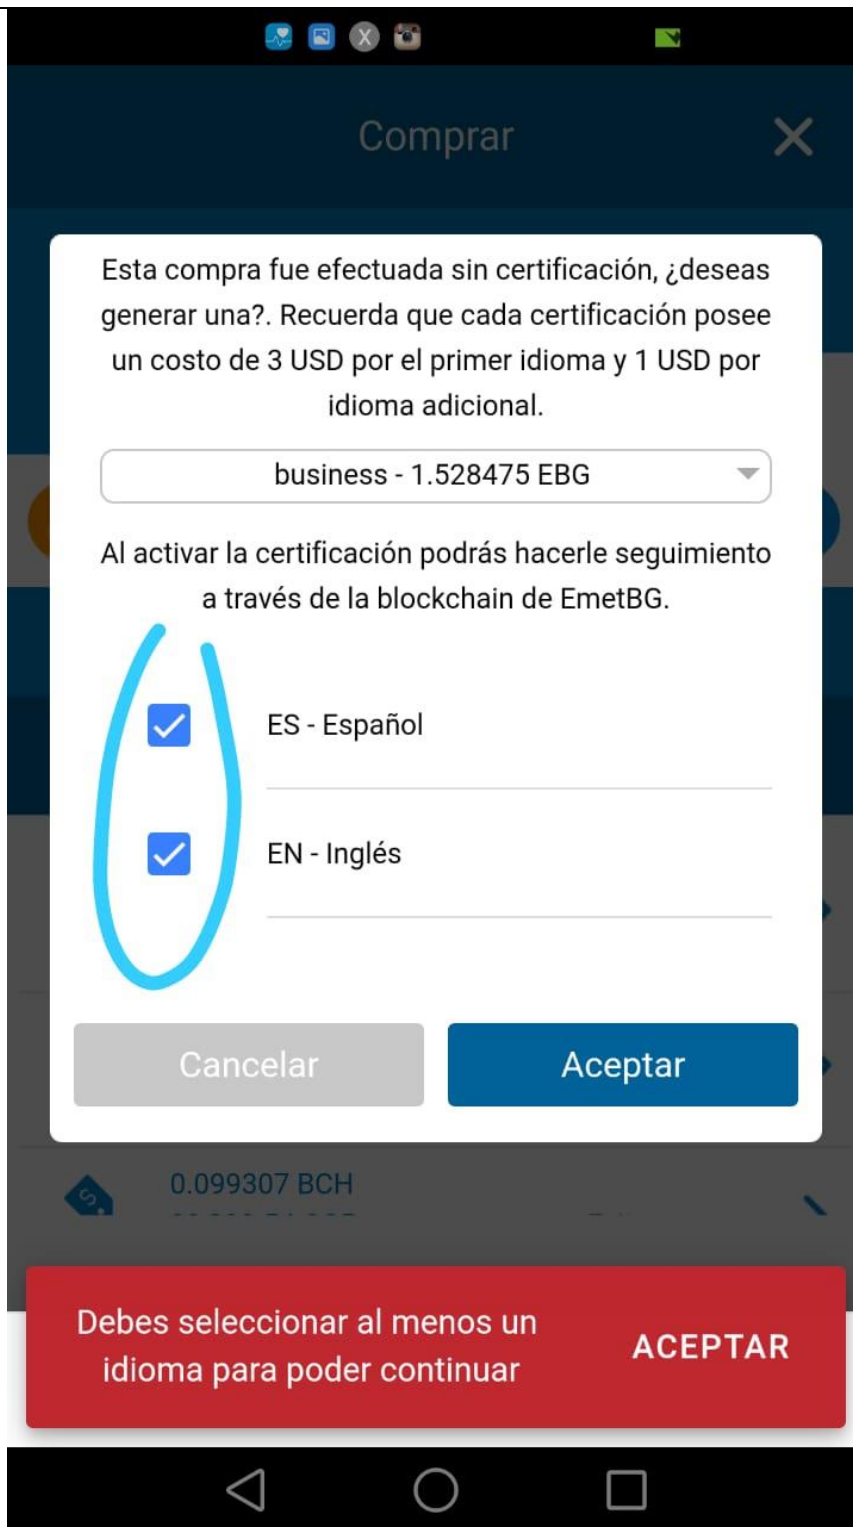 Comprar
Esta compra fue efectuada sin certificación, ¿deseas
generar una?. Recuerda que cada certificación posee
un costo de 3 USD por el primer idioma y 1 USD por
idioma adicional.
business - 1.528475 EBG
Al activar la certificación podrás hacerle seguimiento
a través de la blockchain de EmetBG.
ES - Español
EN - Inglés
Cancelar
Aceptar
0.099307 BCH
Debes seleccionar al menos un
idioma para poder continuar
ACEPTAR